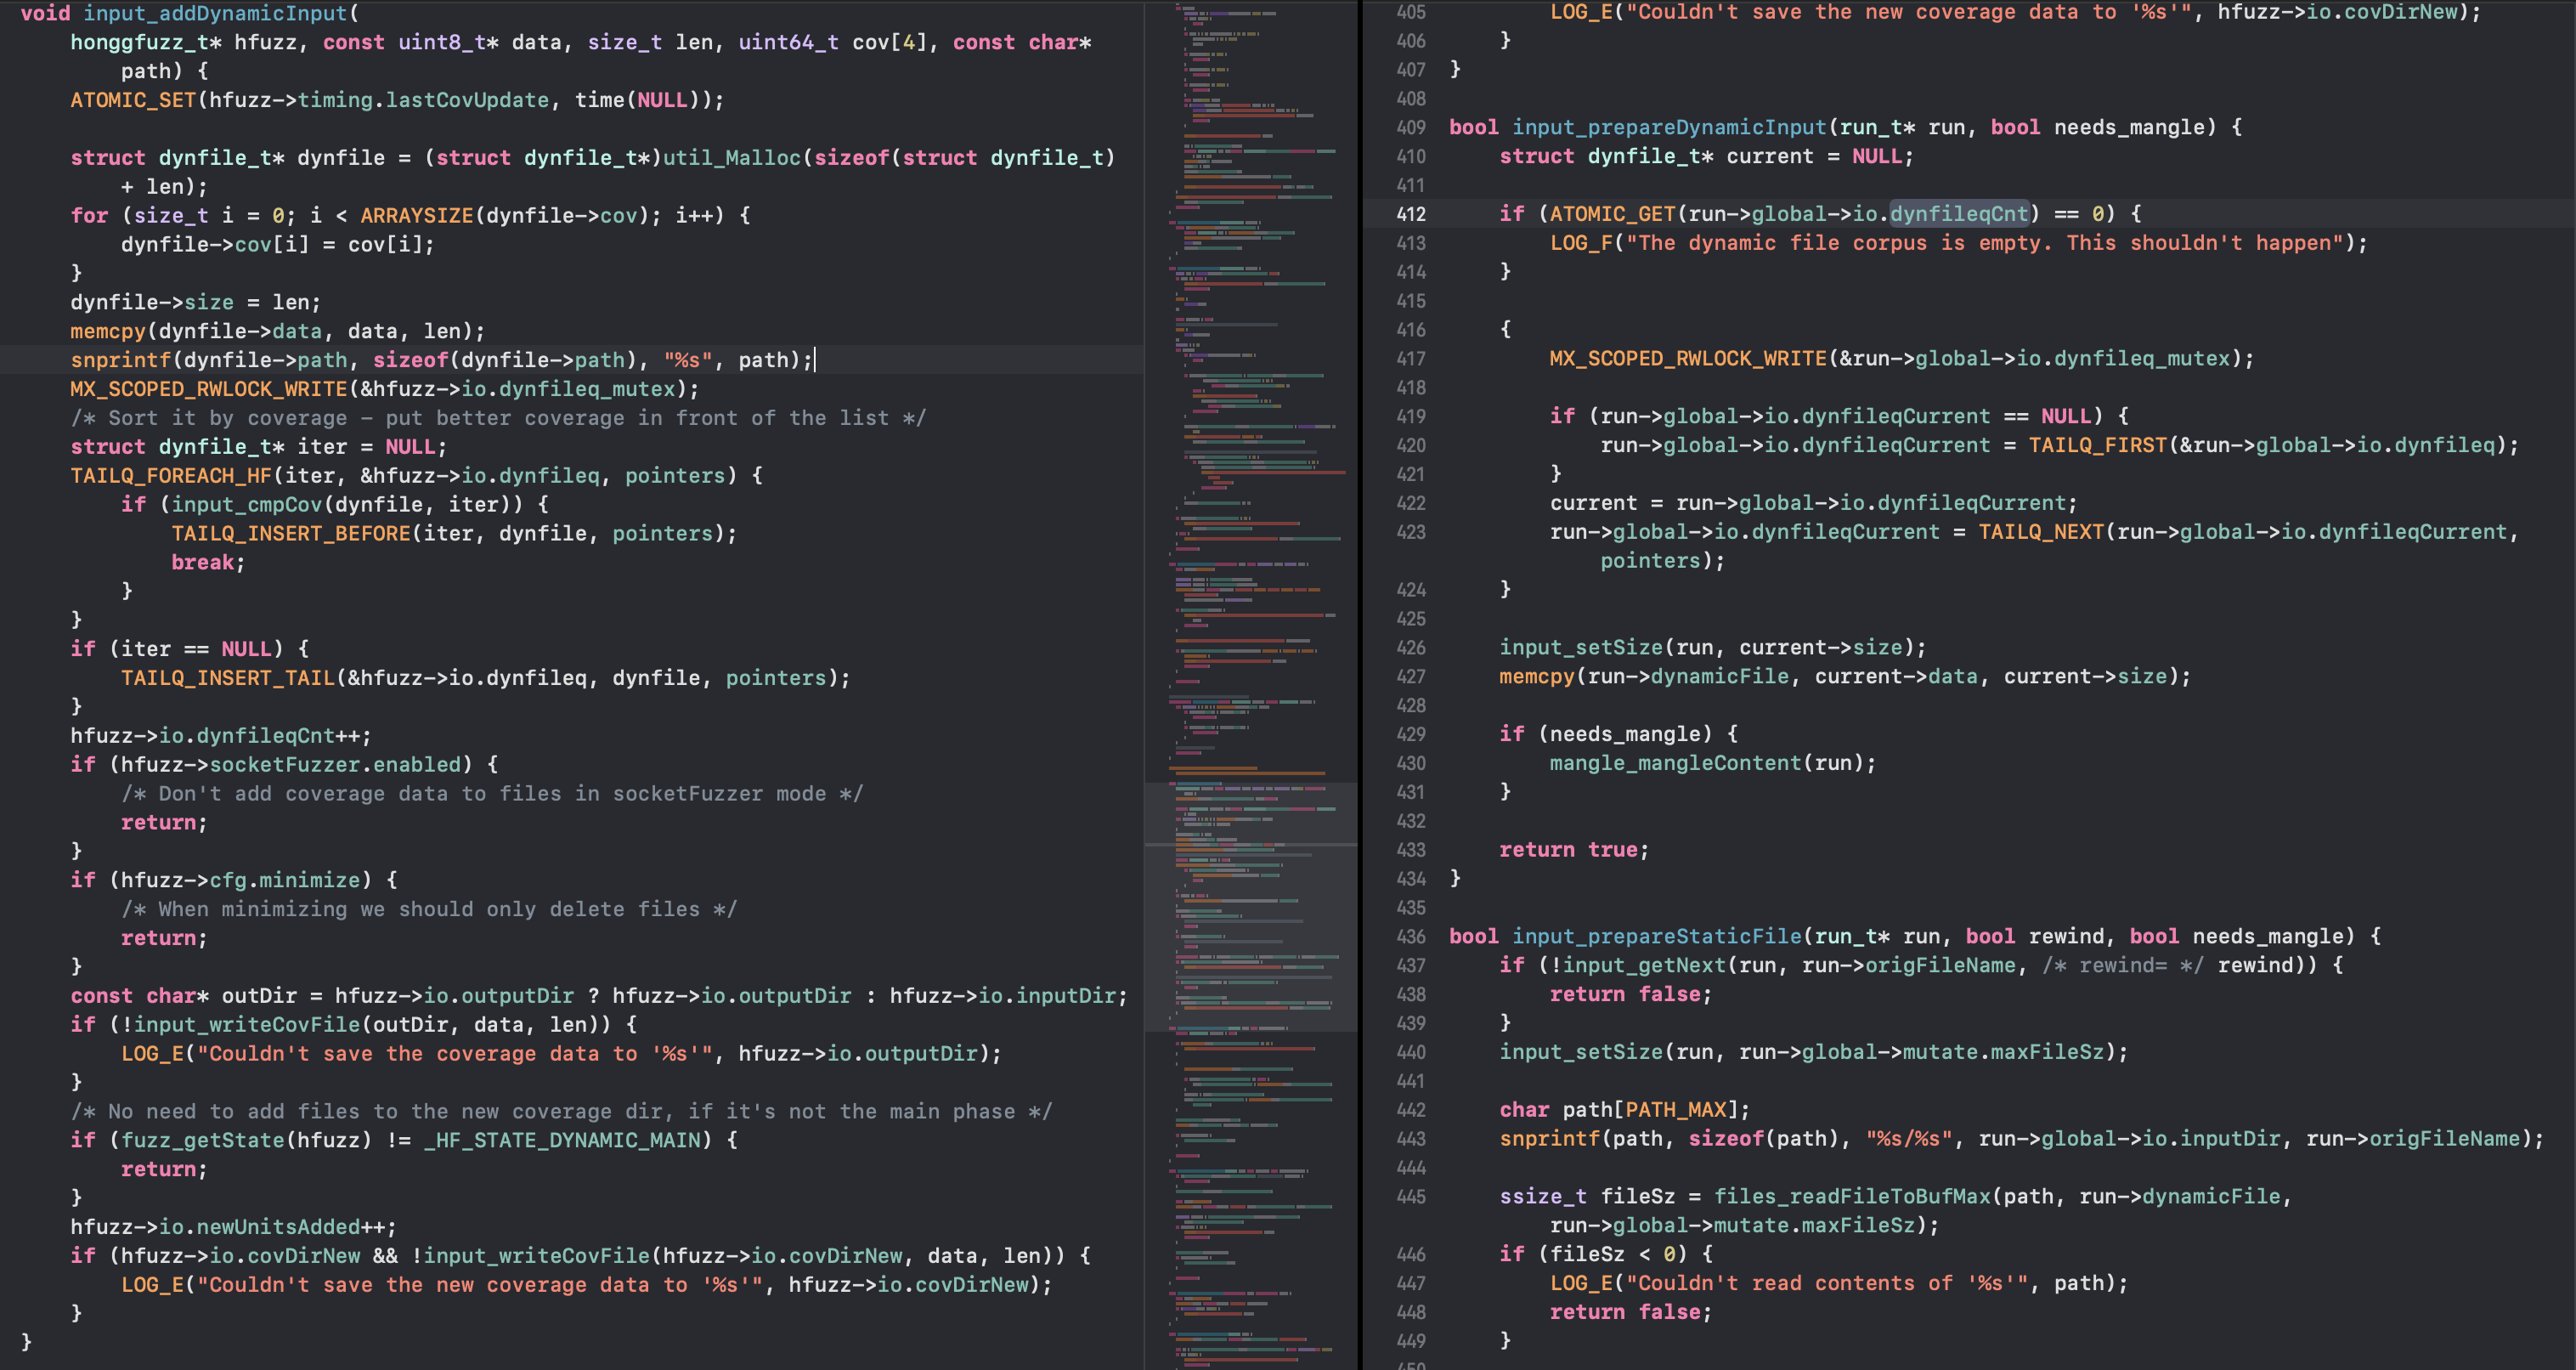 void input_addDynamicInput(
    honggfuzz_t* hfuzz, const uint8_t* data, size_t len, uint64_t cov[4], const char*
        path) {
    ATOMIC_SET(hfuzz->timing.lastCovUpdate, time(NULL));
    struct dynfile_t* dynfile = (struct dynfile_t*)util_Malloc(sizeof(struct dynfile_t)
        + len);
    for (size_t i = 0; i < ARRAYSIZE(dynfile->cov); i++) {
        dynfile->cov[i] = cov[i];
    }
    dynfile->size = len;
    memcpy(dynfile->data, data, len);
    snprintf(dynfile->path, sizeof(dynfile->path), "%s", path);
    MX_SCOPED_RWLOCK_WRITE(&hfuzz->io.dynfileq_mutex);
    /* Sort it by coverage - put better coverage in front of the list */
    struct dynfile_t* iter = NULL;
    TAILQ_FOREACH_HF(iter, &hfuzz->io.dynfileq, pointers) {
        if (input_cmpCov(dynfile, iter)) {
            TAILQ_INSERT_BEFORE(iter, dynfile, pointers);
            break;
        }
    }
    if (iter == NULL) {
        TAILQ_INSERT_TAIL(&hfuzz->io.dynfileq, dynfile, pointers);
    }
    hfuzz->io.dynfileqCnt++;
    if (hfuzz->socketFuzzer.enabled) {
        /* Don't add coverage data to files in socketFuzzer mode */
        return;
    }
    if (hfuzz->cfg.minimize) {
        /* When minimizing we should only delete files */
        return;
    }
    const char* outDir = hfuzz->io.outputDir ? hfuzz->io.outputDir : hfuzz->io.inputDir;
    if (!input_writeCovFile(outDir, data, len)) {
        LOG_E("Couldn't save the coverage data to '%s'", hfuzz->io.outputDir);
    }
    /* No need to add files to the new coverage dir, if it's not the main phase */
    if (fuzz_getState(hfuzz) != _HF_STATE_DYNAMIC_MAIN) {
        return;
    }
    hfuzz->io.newUnitsAdded++;
    if (hfuzz->io.covDirNew && !input_writeCovFile(hfuzz->io.covDirNew, data, len)) {
        LOG_E("Couldn't save the new coverage data to '%s'", hfuzz->io.covDirNew);
    }
}
405         LOG_E("Couldn't save the new coverage data to '%s'", hfuzz->io.covDirNew);
406     }
407 }
408
409 bool input_prepareDynamicInput(run_t* run, bool needs_mangle) {
410     struct dynfile_t* current = NULL;
411
412     if (ATOMIC_GET(run->global->io.dynfileqCnt) == 0) {
413         LOG_F("The dynamic file corpus is empty. This shouldn't happen");
414     }
415
416     {
417         MX_SCOPED_RWLOCK_WRITE(&run->global->io.dynfileq_mutex);
418
419         if (run->global->io.dynfileqCurrent == NULL) {
420             run->global->io.dynfileqCurrent = TAILQ_FIRST(&run->global->io.dynfileq);
421         }
422         current = run->global->io.dynfileqCurrent;
423         run->global->io.dynfileqCurrent = TAILQ_NEXT(run->global->io.dynfileqCurrent,
            pointers);
424     }
425
426     input_setSize(run, current->size);
427     memcpy(run->dynamicFile, current->data, current->size);
428
429     if (needs_mangle) {
430         mangle_mangleContent(run);
431     }
432
433     return true;
434 }
435
436 bool input_prepareStaticFile(run_t* run, bool rewind, bool needs_mangle) {
437     if (!input_getNext(run, run->origFileName, /* rewind= */ rewind)) {
438         return false;
439     }
440     input_setSize(run, run->global->mutate.maxFileSz);
441
442     char path[PATH_MAX];
443     snprintf(path, sizeof(path), "%s/%s", run->global->io.inputDir, run->origFileName);
444
445     ssize_t fileSz = files_readFileToBufMax(path, run->dynamicFile,
        run->global->mutate.maxFileSz);
446     if (fileSz < 0) {
447         LOG_E("Couldn't read contents of '%s'", path);
448         return false;
449     }